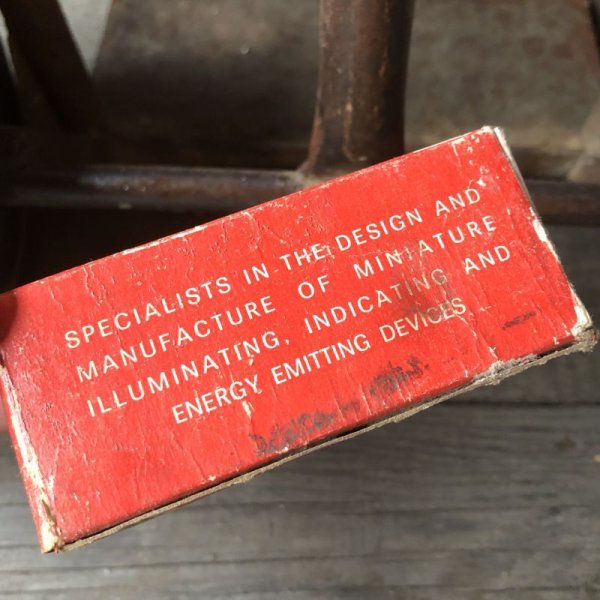 SPECIALISTS IN THE DESIGN AND
MANUFACTURE OF MINIATURE
ILLUMINATING, INDICATING AND
ENERGY EMITTING DEVICES